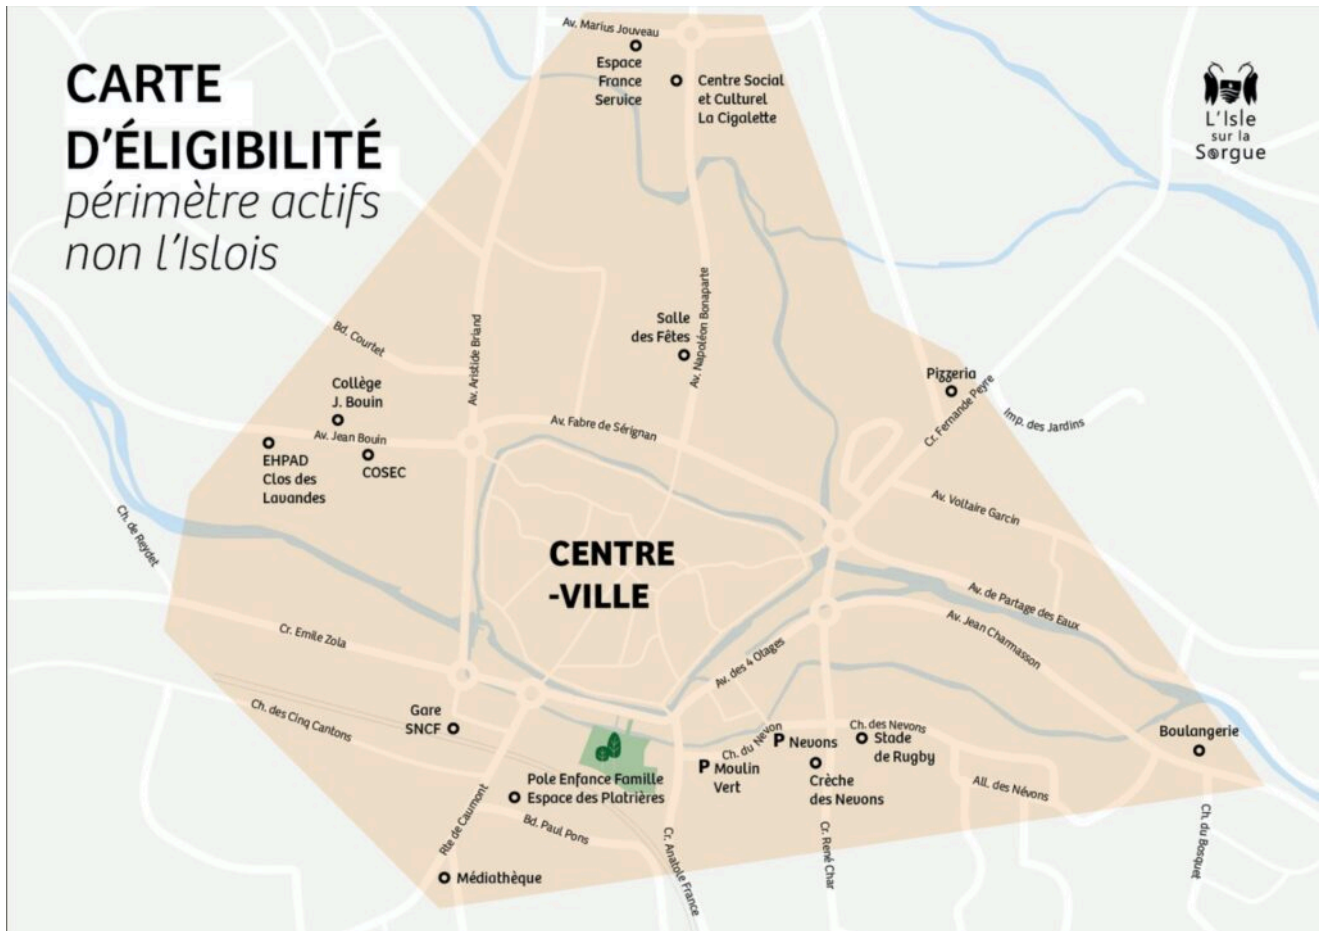 CARTE
D'ÉLIGIBILITÉ
périmètre actifs
non l'Islois
L'Isle
sur la
Sorgue
Av. Marius Jouveau
Espace
France
Service
Centre Social
et Culturel
La Cigalette
Av. Napoléon Bonaparte
Salle
des Fêtes
Av. Aristide Briand
Bd. Courtet
Collège
J. Bouin
Av. Jean Bouin
EHPAD
Clos des
Lavandes
COSEC
Av. Fabre de Sérignan
Pizzeria
Cr. Fernande Peyre
Imp. des Jardins
Av. Voltaire Garcin
Ch. de Reydet
CENTRE
-VILLE
Av. de Partage des Eaux
Av. Jean Charmasson
Cr. Emile Zola
Av. des 4 Otages
Ch. des Cinq Cantons
Gare
SNCF
Ch. du Nevon
P Nevons
Ch. des Nevons
Stade
de Rugby
Boulangerie
P Moulin
Vert
Crèche
des Nevons
All. des Névons
Pole Enfance Famille
Espace des Platrières
Rte de Caumont
Bd. Paul Pons
Cr. Anatole France
Cr. René Char
Ch. du Bosquet
Médiathèque